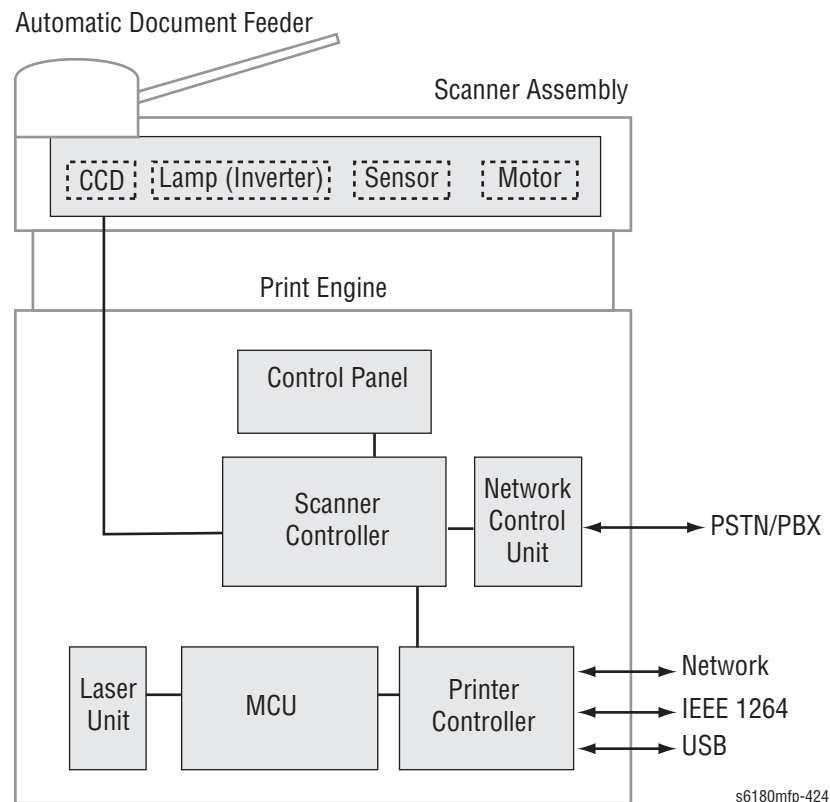 Automatic Document Feeder
Scanner Assembly
CCD
Lamp (Inverter)
Sensor
Motor
Print Engine
Control Panel
Scanner
Controller
Network
Control
Unit
PSTN/PBX
Laser
Unit
MCU
Printer
Controller
Network
IEEE 1264
USB
s6180mfp-424